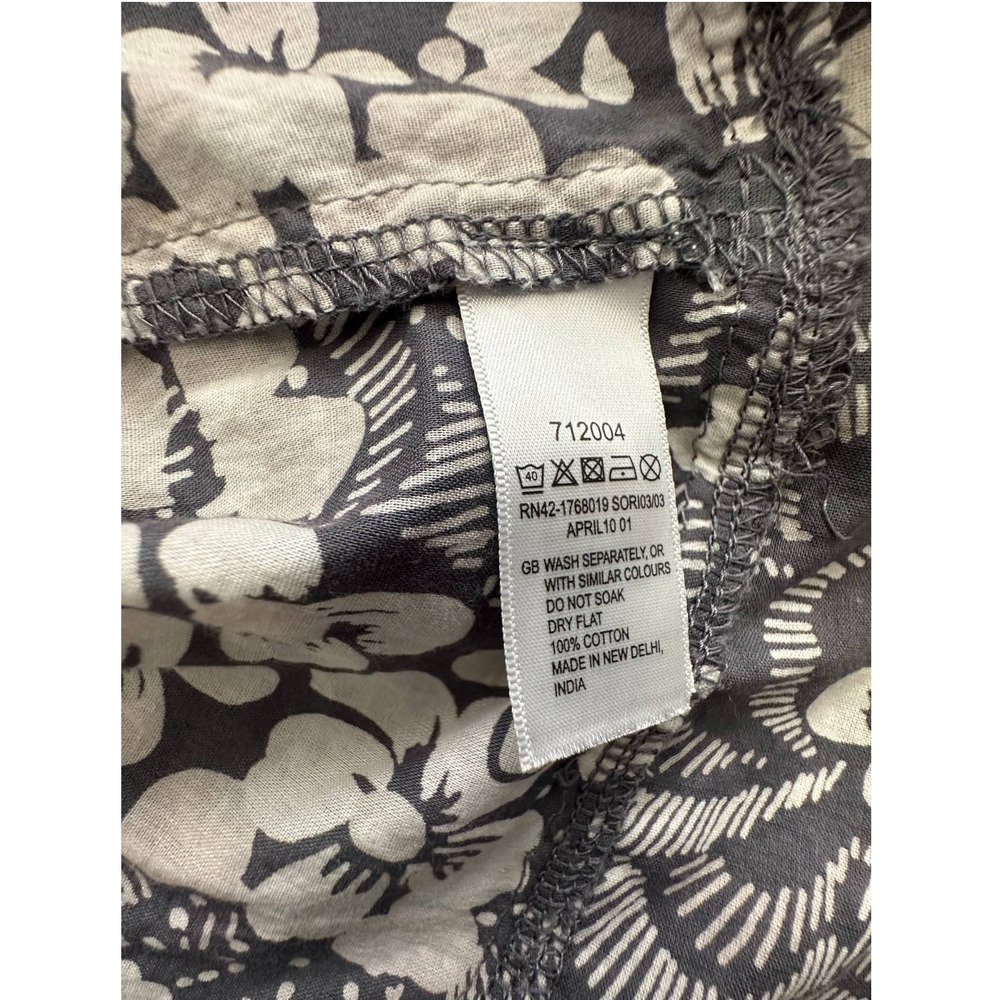 712004
40
RN42-1768019 SORI03/03
APRIL10 01
GB WASH SEPARATELY, OR
WITH SIMILAR COLOURS
DO NOT SOAK
DRY FLAT
100% COTTON
MADE IN NEW DELHI,
INDIA